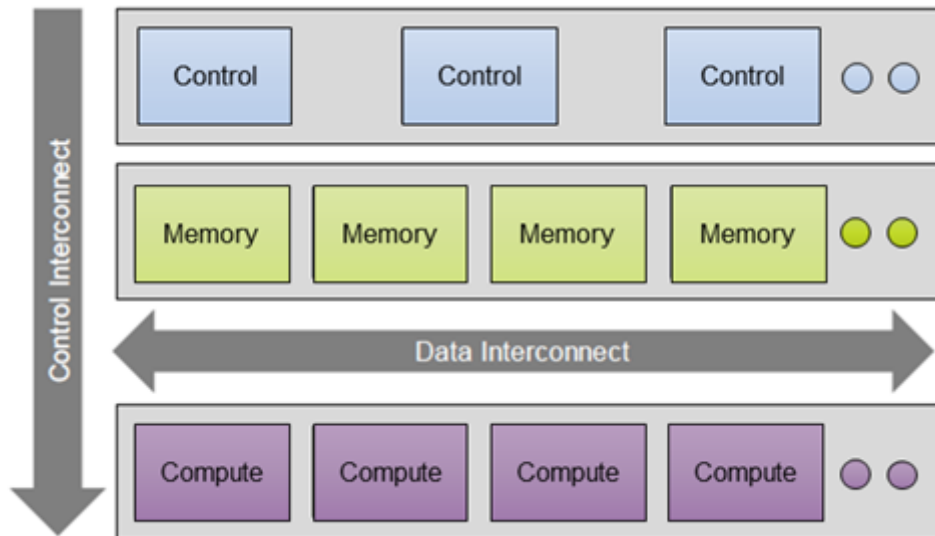 Control Interconnect
Control
Control
Control
Memory
Memory
Memory
Memory
Data Interconnect
Compute
Compute
Compute
Compute